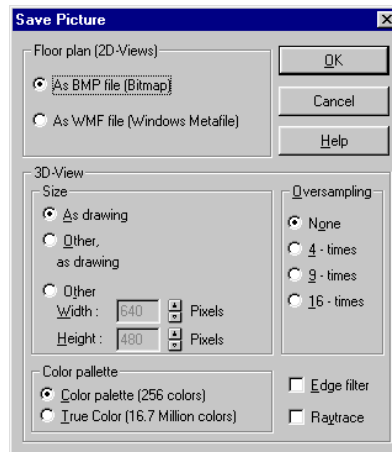 Save Picture
Floor plan (2D-Views)
As BMP file (Bitmap)
As WMF file (Windows Metafile)
OK
Cancel
Help
3D-View
Size
As drawing
Other,
as drawing
Other
Width : 640 Pixels
Height : 480 Pixels
Oversampling
None
4 - times
9 - times
16 - times
Color pallette
Color palette (256 colors)
True Color (16.7 Million colors)
Edge filter
Raytrace